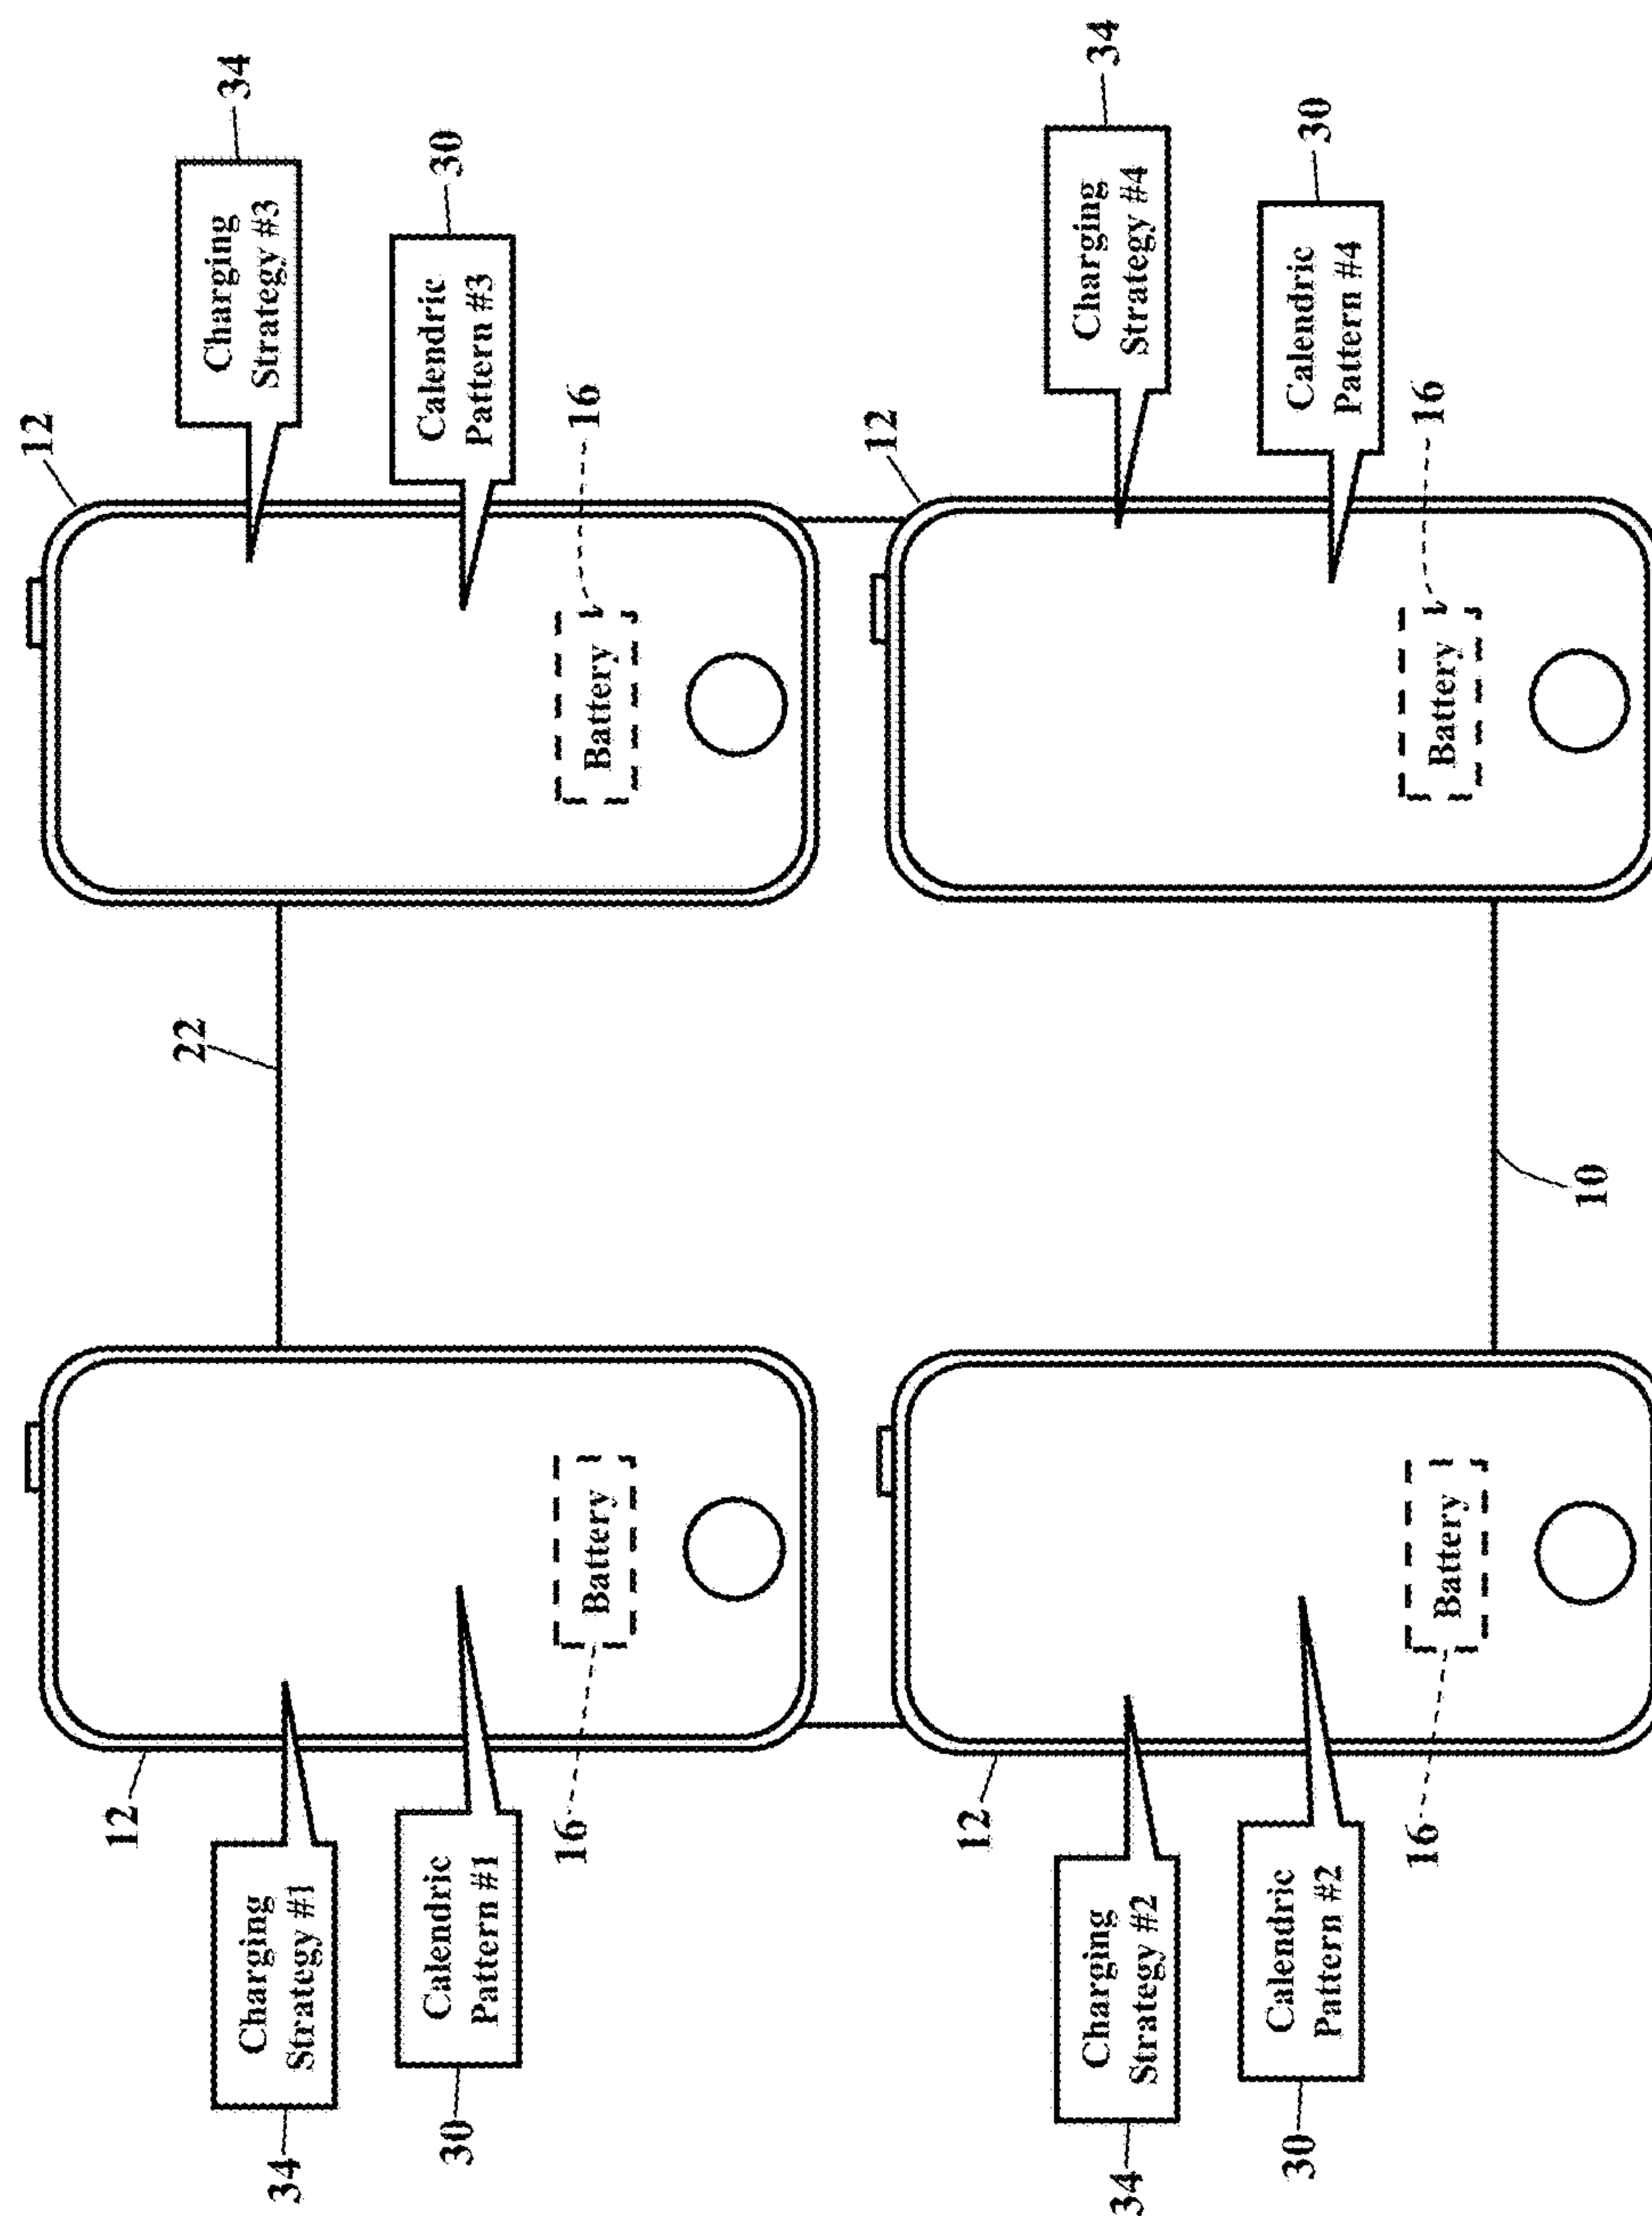 34
Charging
Strategy #1
30
Calendric
Pattern #1
12
16
Battery
22
12
34
Charging
Strategy #3
30
Calendric
Pattern #3
16
Battery
34
Charging
Strategy #2
30
Calendric
Pattern #2
12
16
Battery
10
12
34
Charging
Strategy #4
30
Calendric
Pattern #4
16
Battery